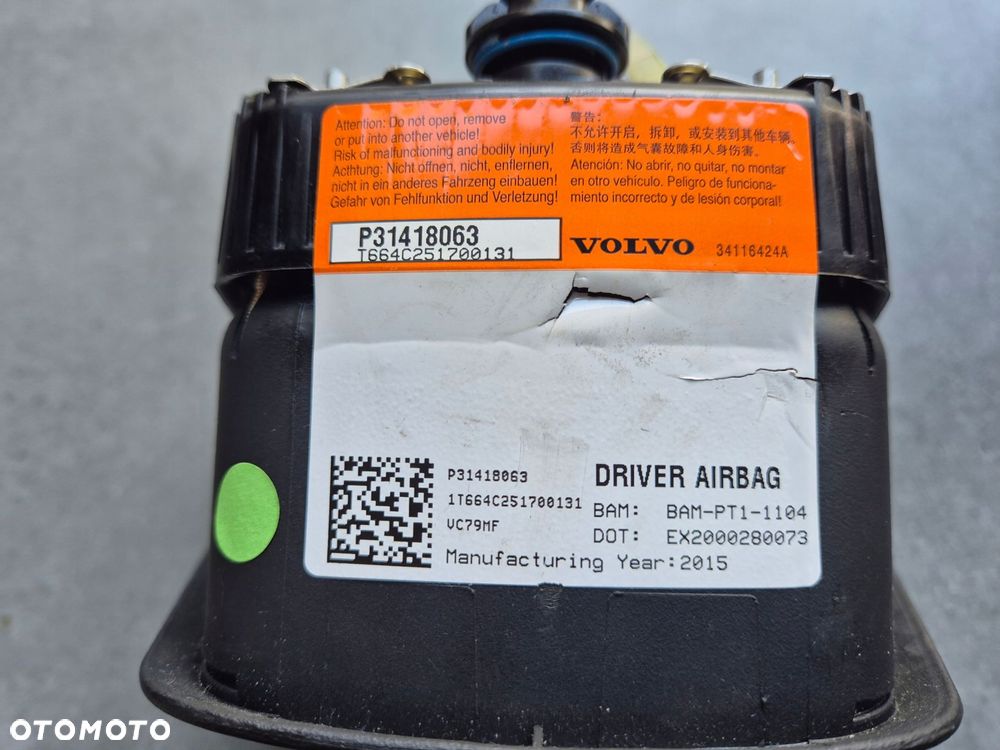 Attention: Do not open, remove
or put into another vehicle!
Risk of malfunctioning and bodily injury!
Achtung: Nicht öffnen, nicht, enflernen,
nicht in ein anderes Fahrzeng einbauen!
Gefahr von Fehlfunktion und Verletzung!
警告:
不允许开启，拆卸，或安装到其他车辆，
否则将造成气囊故障和人身伤害。
Atención: No abrir, no quitar, no montar
en otro vehículo. Peligro de funciona-
miento incorrecto y de lesión corporal!
P31418063
T664C251700131
VOLVO
34116424A
P31418063
1T664C251700131
VC79MF
DRIVER AIRBAG
BAM: BAM-PT1-1104
DOT: EX2000280073
Manufacturing Year:2015
OTOMOTO